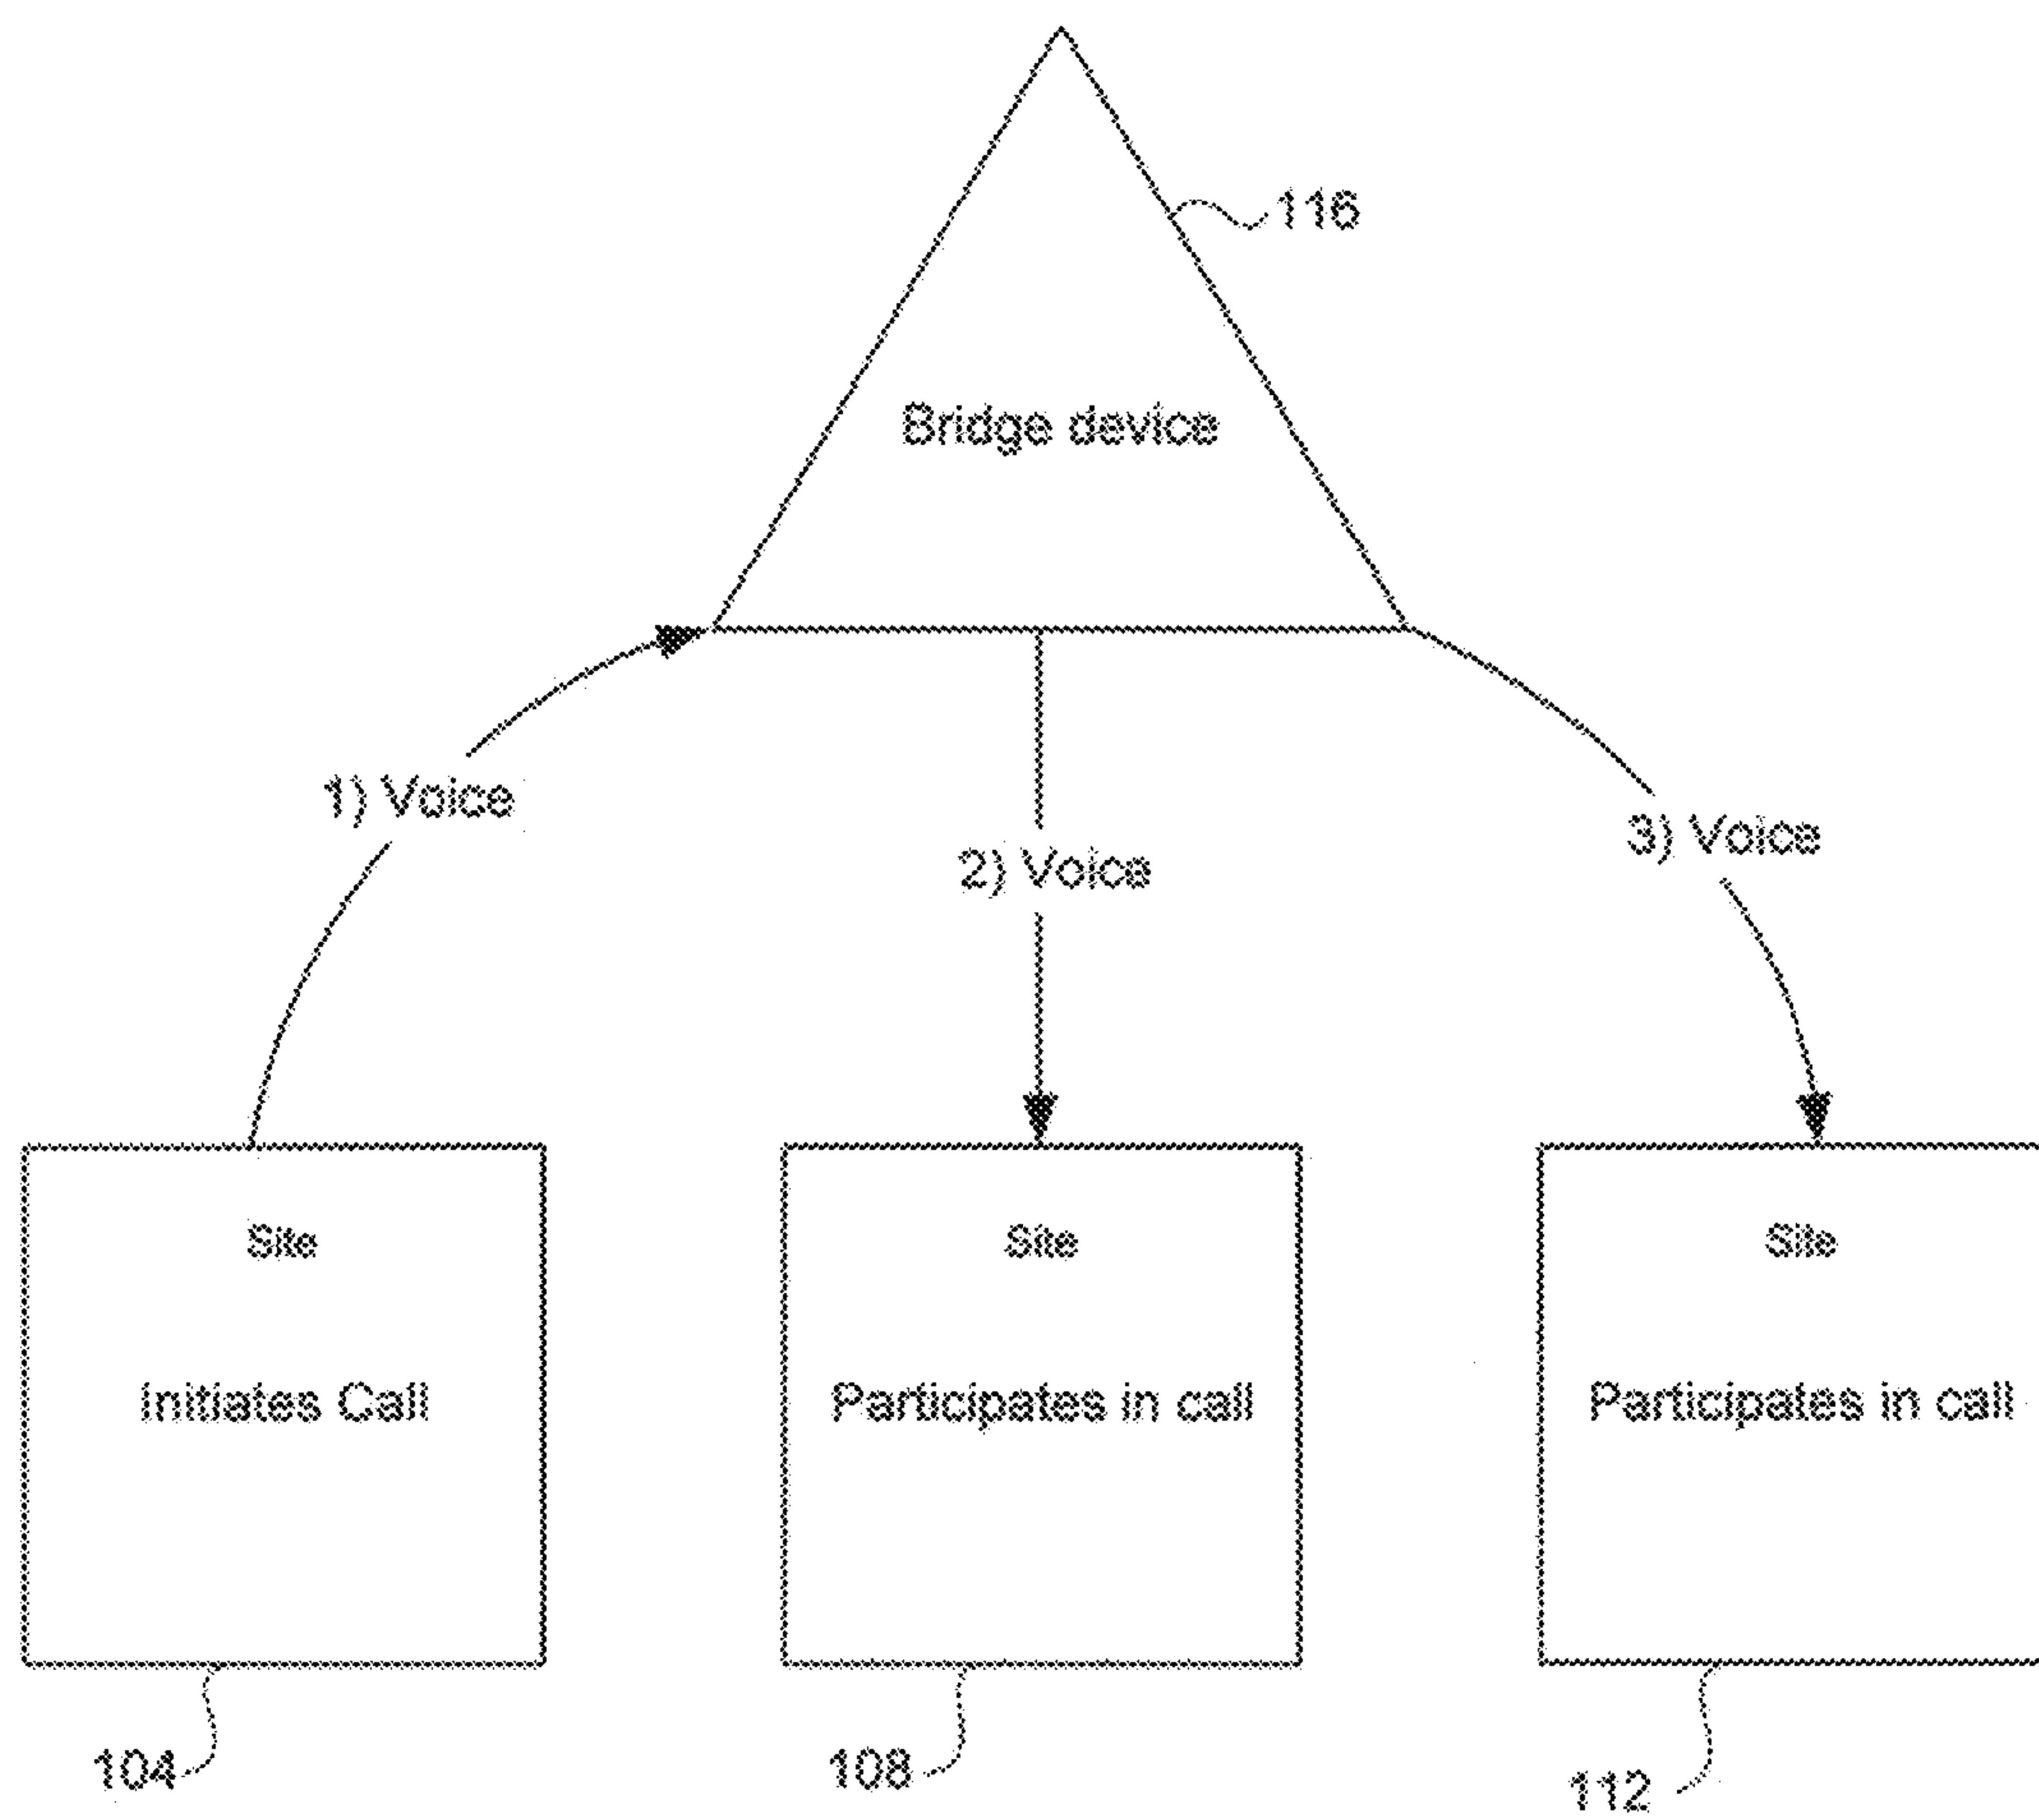 116
Bridge device
1) Voice
2) Voice
3) Voice
Site
Initiates Call
Site
Participates in call
Site
Participates in call
104
108
112